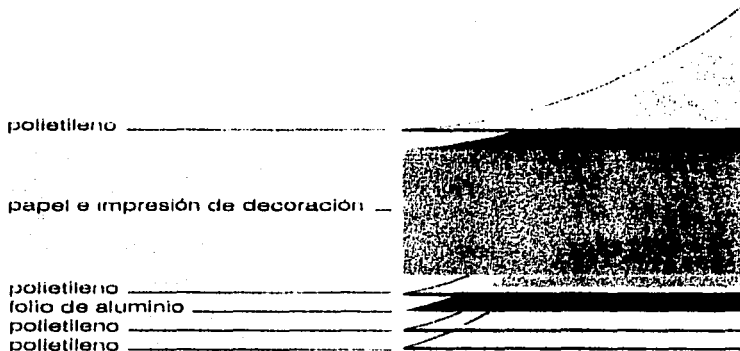 polietileno
papel e impresión de decoración
polietileno
folio de aluminio
polietileno
polietileno